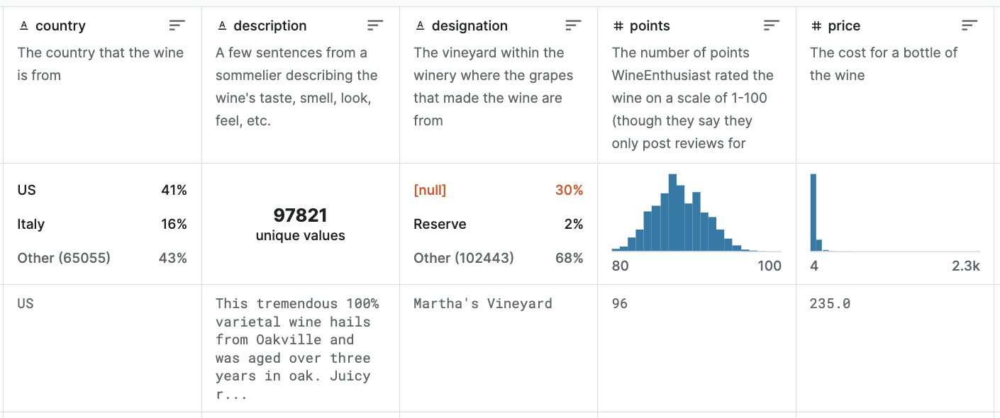 country
The country that the wine
is from
description
A few sentences from a
sommelier describing the
wine's taste, smell, look,
feel, etc.
designation
The vineyard within the
winery where the grapes
that made the wine are
from
# points
The number of points
WineEnthusiast rated the
wine on a scale of 1-100
(though they say they
only post reviews for
# price
The cost for a bottle of
the wine
US 41%
Italy 16%
Other (65055) 43%
97821
unique values
[null] 30%
Reserve 2%
Other (102443) 68%
80 100
4 2.3k
US
This tremendous 100%
varietal wine hails
from Oakville and
was aged over three
years in oak. Juicy
r...
Martha's Vineyard
96
235.0